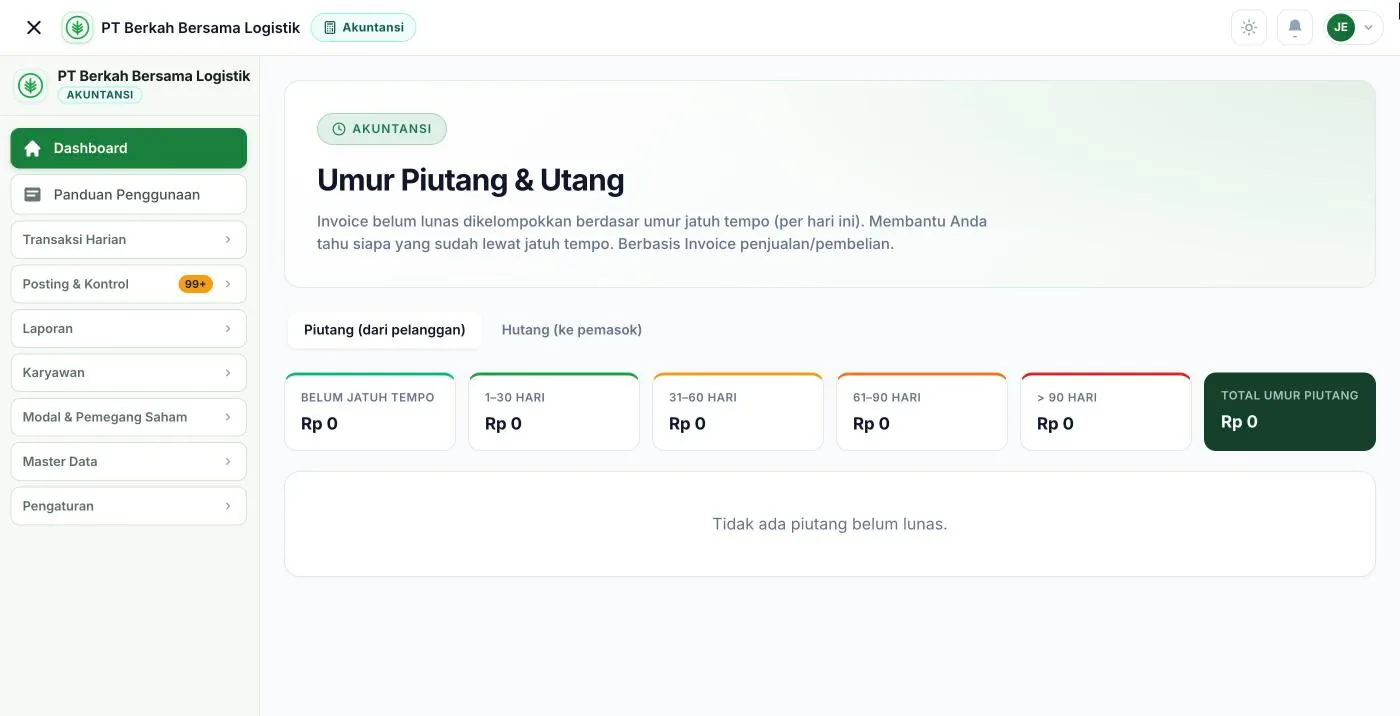 PT Berkah Bersama Logistik
Akuntansi
JE
PT Berkah Bersama Logistik
AKUNTANSI
Dashboard
Panduan Penggunaan
Transaksi Harian
Posting & Kontrol 99+
Laporan
Karyawan
Modal & Pemegang Saham
Master Data
Pengaturan
AKUNTANSI
Umur Piutang & Utang
Invoice belum lunas dikelompokkan berdasar umur jatuh tempo (per hari ini). Membantu Anda
tahu siapa yang sudah lewat jatuh tempo. Berbasis Invoice penjualan/pembelian.
Piutang (dari pelanggan)
Hutang (ke pemasok)
BELUM JATUH TEMPO
Rp 0
1–30 HARI
Rp 0
31–60 HARI
Rp 0
61–90 HARI
Rp 0
> 90 HARI
Rp 0
TOTAL UMUR PIUTANG
Rp 0
Tidak ada piutang belum lunas.